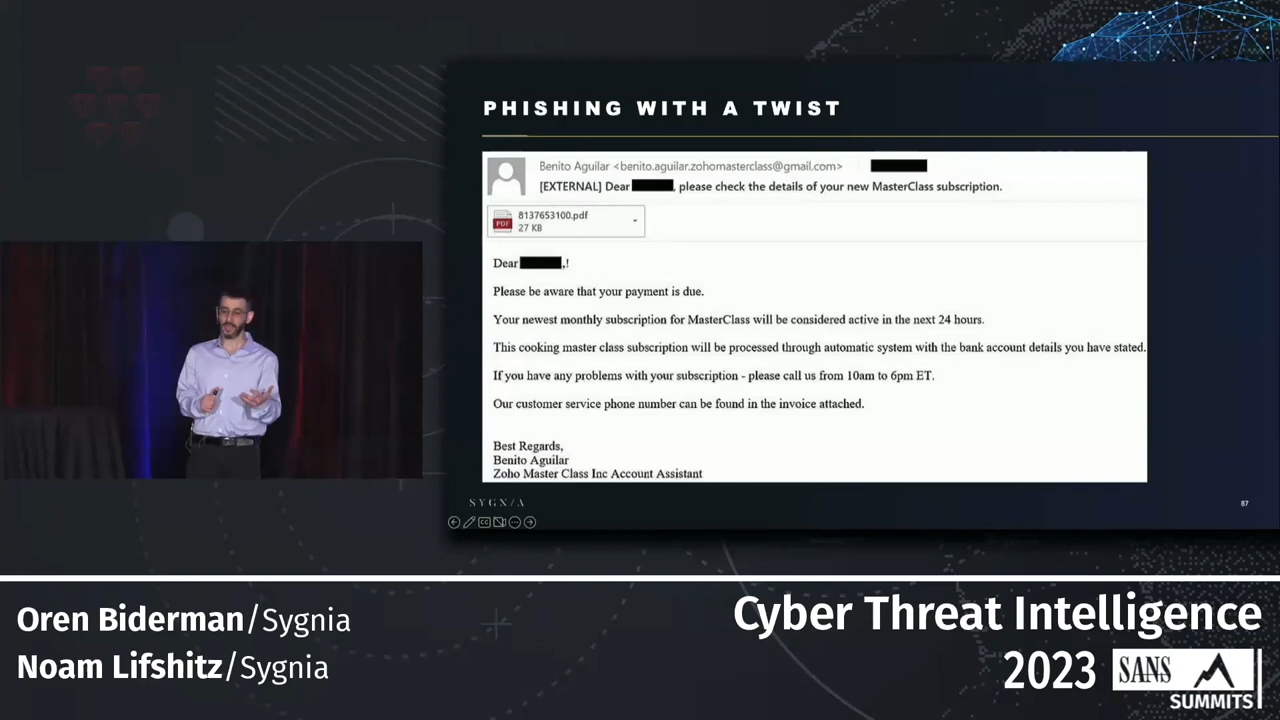 PHISHING WITH A TWIST
Benito Aguilar <benito.aguilar.zohomasterclass@gmail.com>
[EXTERNAL] Dear , please check the details of your new MasterClass subscription.
PDF
8137653100.pdf
27 KB
Dear ,!
Please be aware that your payment is due.
Your newest monthly subscription for MasterClass will be considered active in the next 24 hours.
This cooking master class subscription will be processed through automatic system with the bank account details you have stated.
If you have any problems with your subscription - please call us from 10am to 6pm ET.
Our customer service phone number can be found in the invoice attached.
Best Regards,
Benito Aguilar
Zoho Master Class Inc Account Assistant
SYGNIA
87
CC
Oren Biderman/Sygnia
Noam Lifshitz/Sygnia
Cyber Threat Intelligence
2023
SANS
SUMMITS